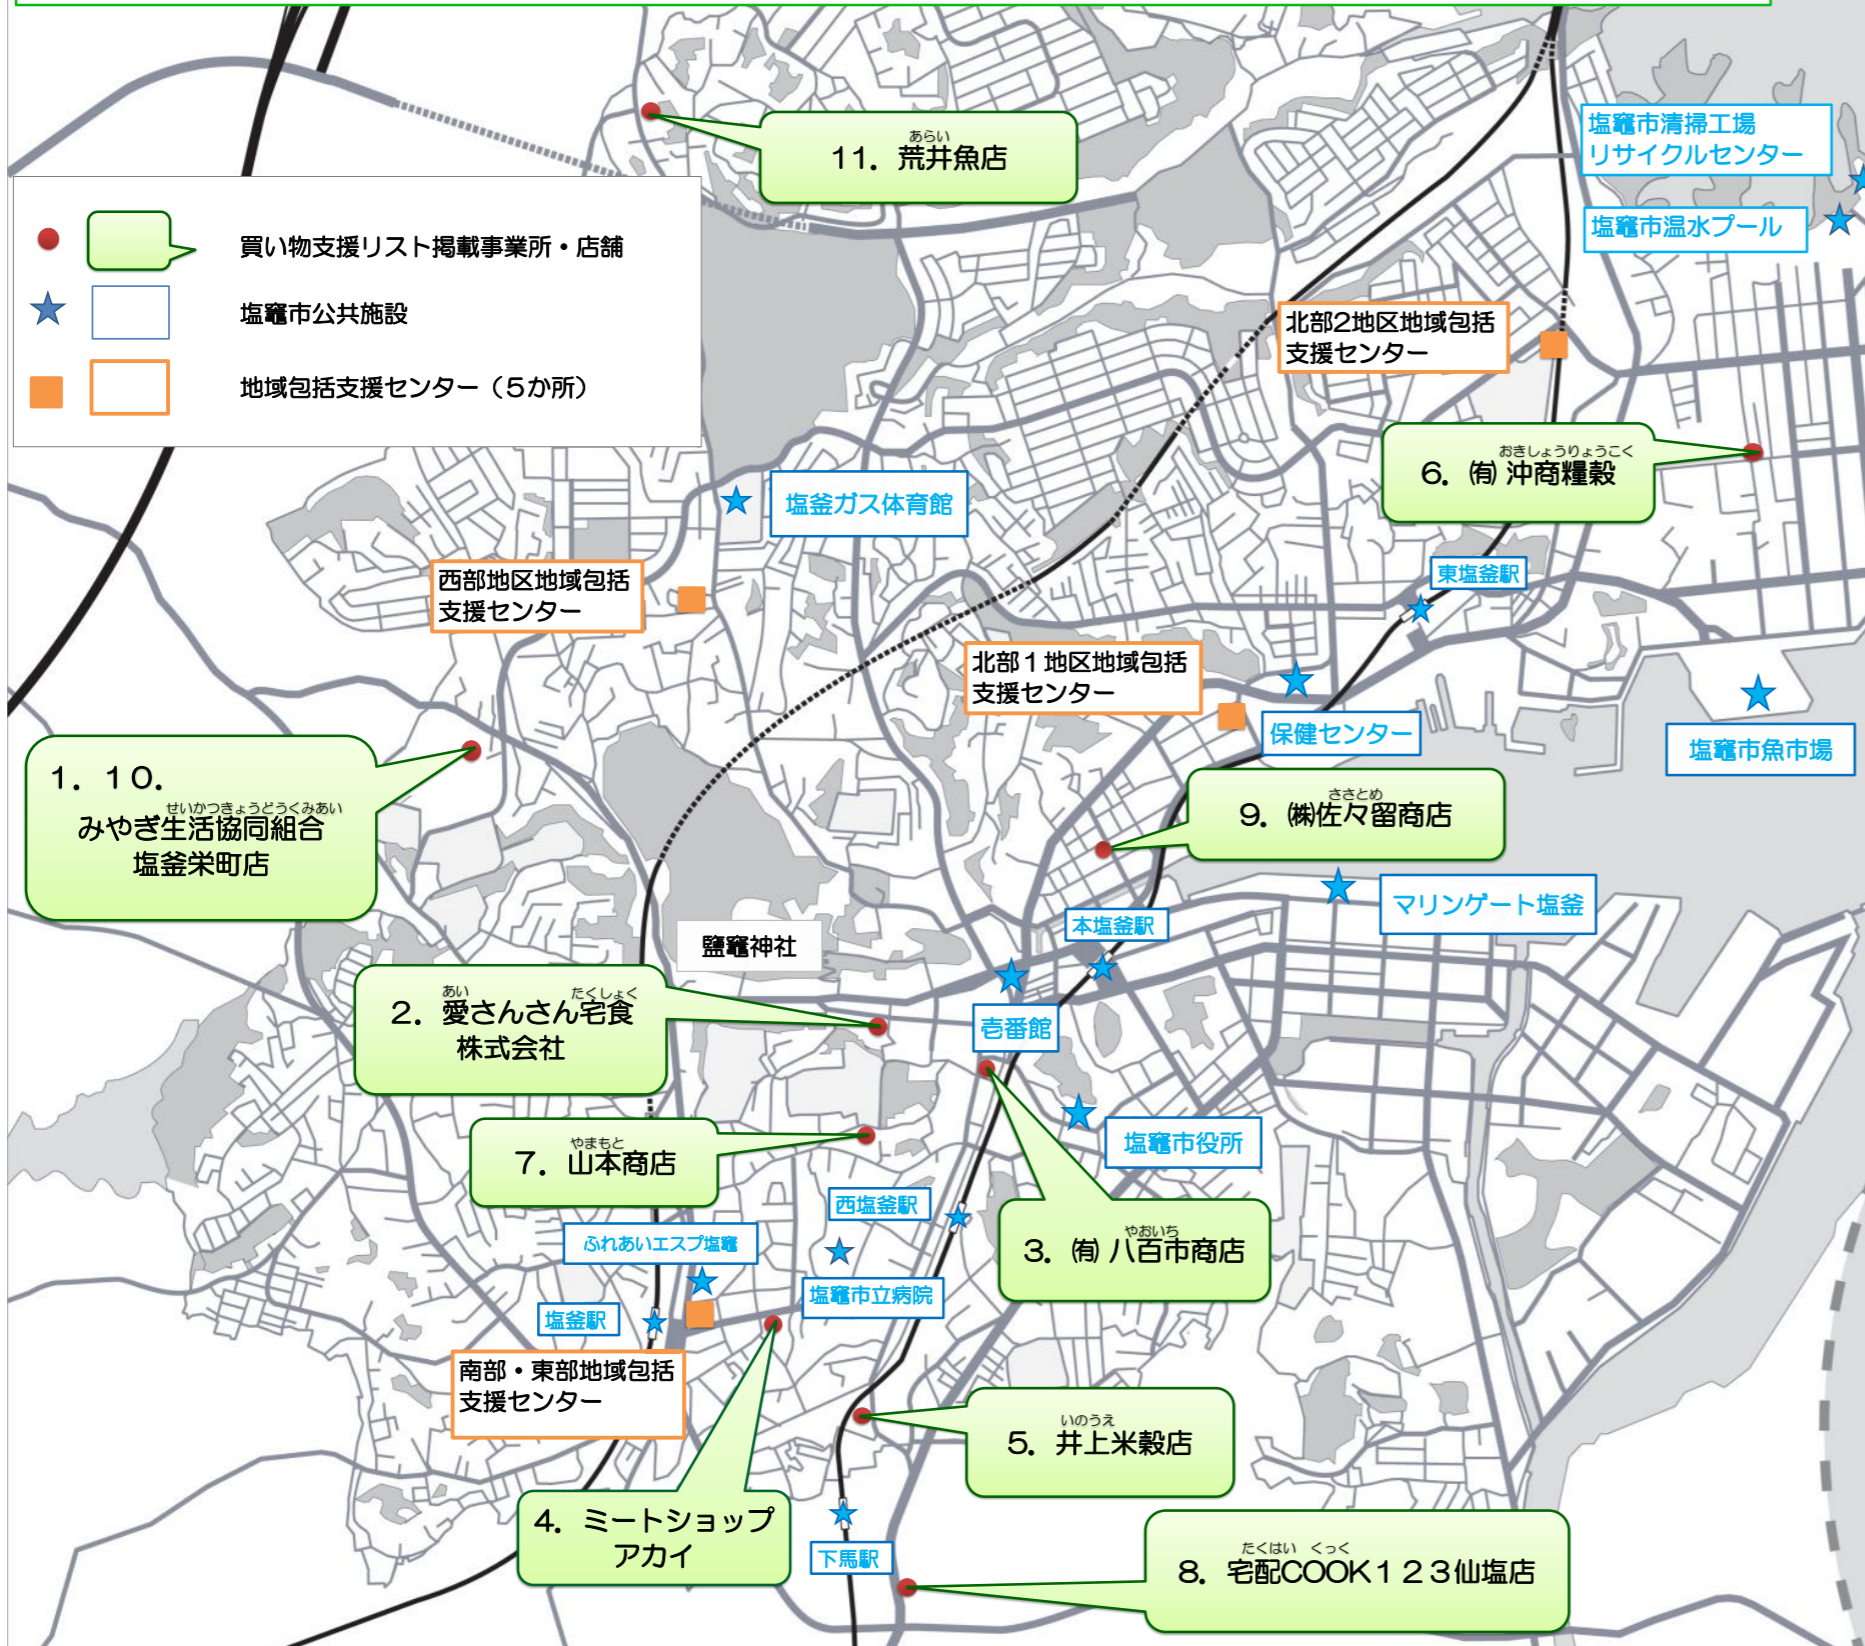 あらい
11. 荒井魚店
塩竈市清掃工場
リサイクルセンター
塩竈市温水プール
買い物支援リスト掲載事業所・店舗
塩竈市公共施設
地域包括支援センター（5か所）
北部2地区地域包括
支援センター
おきしょうりょうこく
6. ㈲ 沖商糧穀
塩釜ガス体育館
西部地区地域包括
支援センター
東塩釜駅
北部１地区地域包括
支援センター
保健センター
塩竈市魚市場
1. 10.
せいかつきょうどうくみあい
みやぎ生活協同組合
塩釜栄町店
ささとめ
9. ㈱佐々留商店
マリンゲート塩釜
本塩釜駅
鹽竈神社
あい たくしょく
2. 愛さんさん宅食
株式会社
壱番館
塩竈市役所
やまもと
7. 山本商店
西塩釜駅
やおいち
3. ㈲ 八百市商店
ふれあいエスプ塩竈
塩竈市立病院
塩釜駅
南部・東部地域包括
支援センター
いのうえ
5. 井上米穀店
4. ミートショップ
アカイ
下馬駅
たくはい くっく
8. 宅配COOK１２３仙塩店